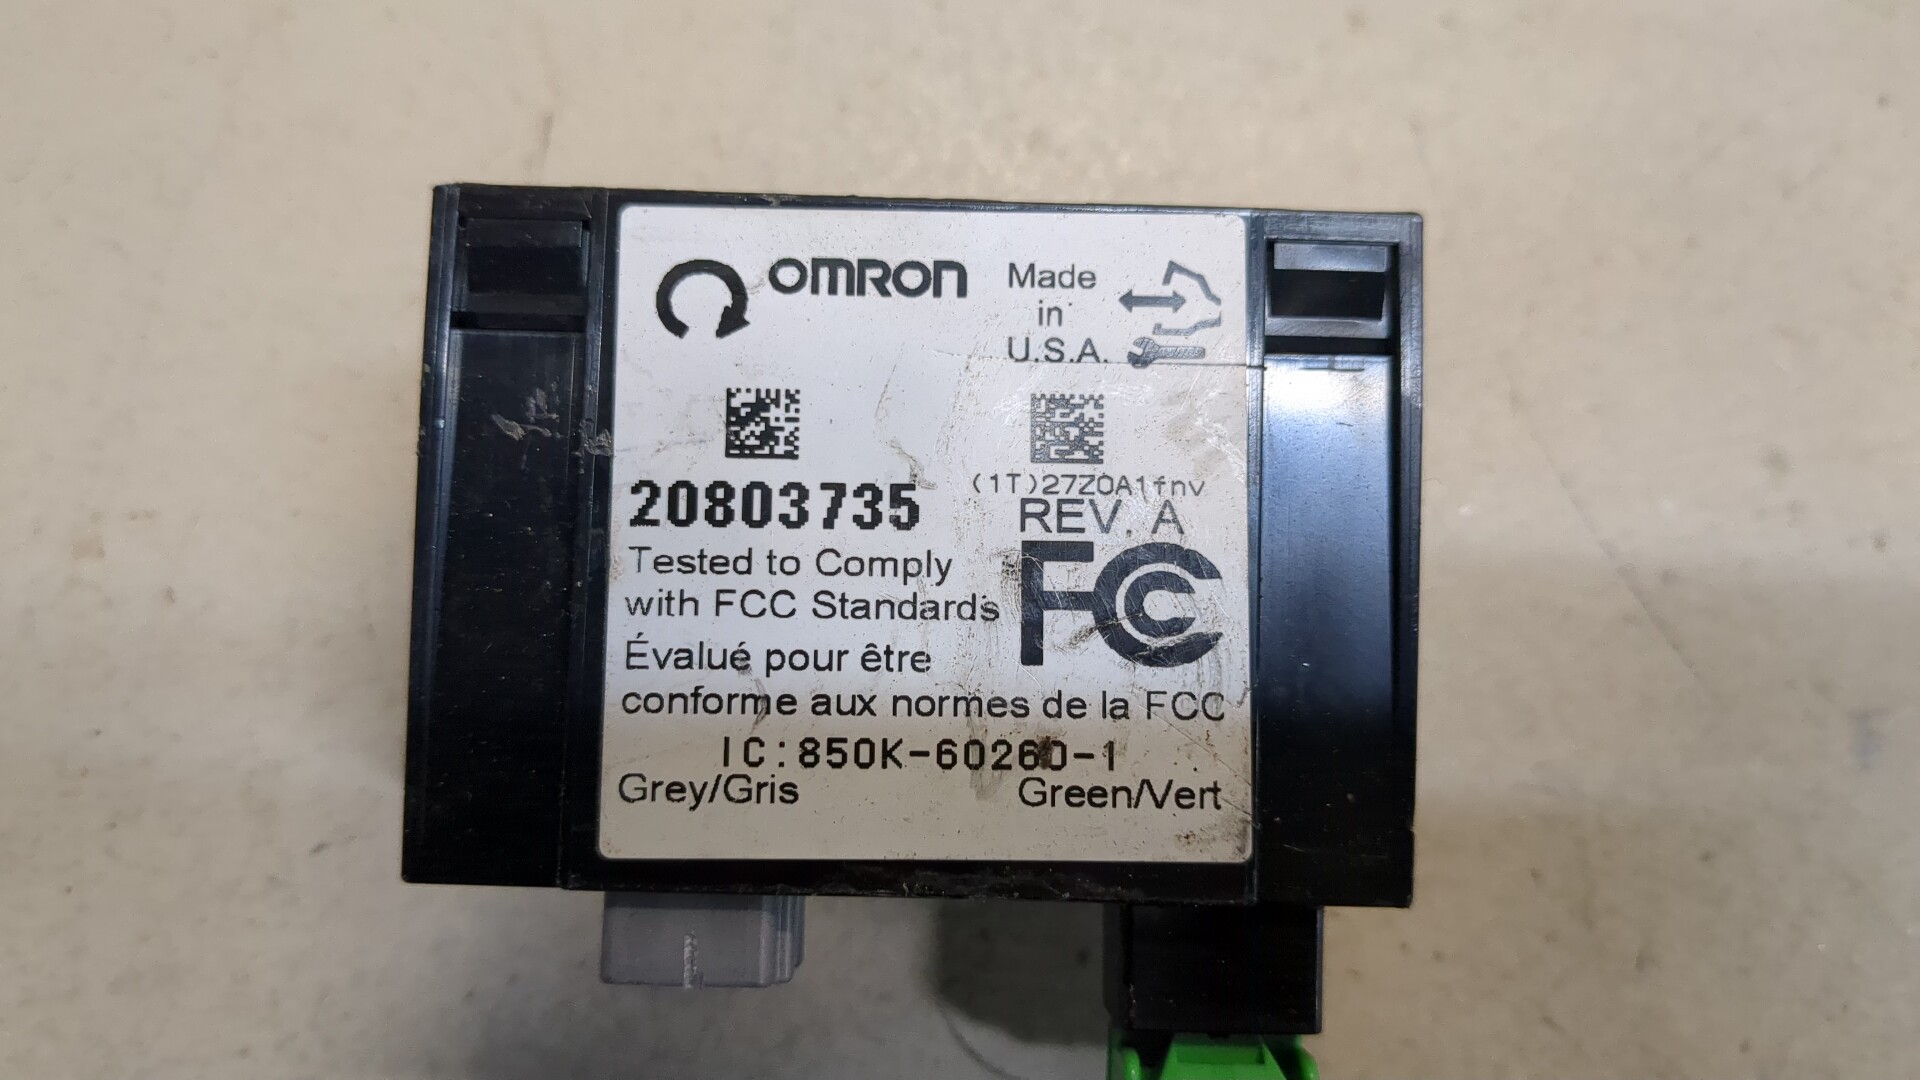 OMRON
Made
in
U.S.A.
20803735
(1T)27Z0A1fnv
REV. A
FCC
Tested to Comply
with FCC Standards
Évalué pour être
conforme aux normes de la FCC
IC:850K-60260-1
Grey/Gris Green/Vert